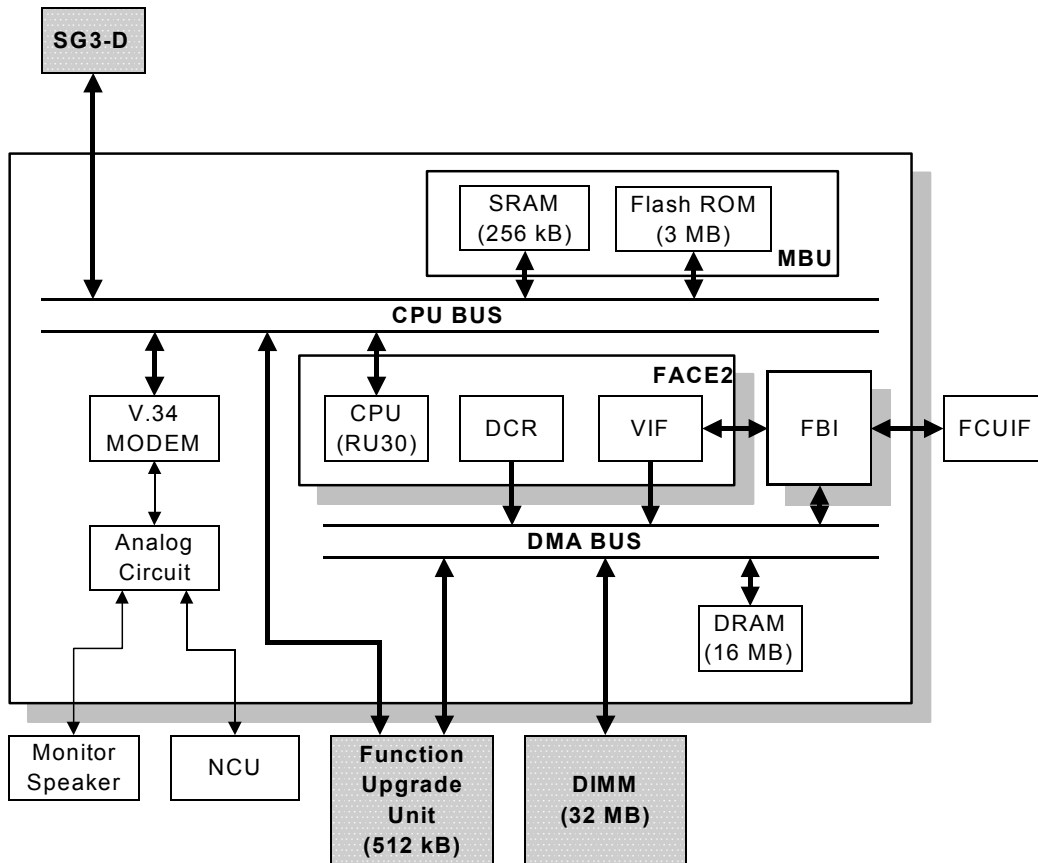 SG3-D
SRAM
(256 kB)
Flash ROM
(3 MB)
MBU
CPU BUS
FACE2
V.34
MODEM
CPU
(RU30)
DCR
VIF
FBI
FCUIF
DMA BUS
Analog
Circuit
DRAM
(16 MB)
Monitor
Speaker
NCU
Function
Upgrade
Unit
(512 kB)
DIMM
(32 MB)